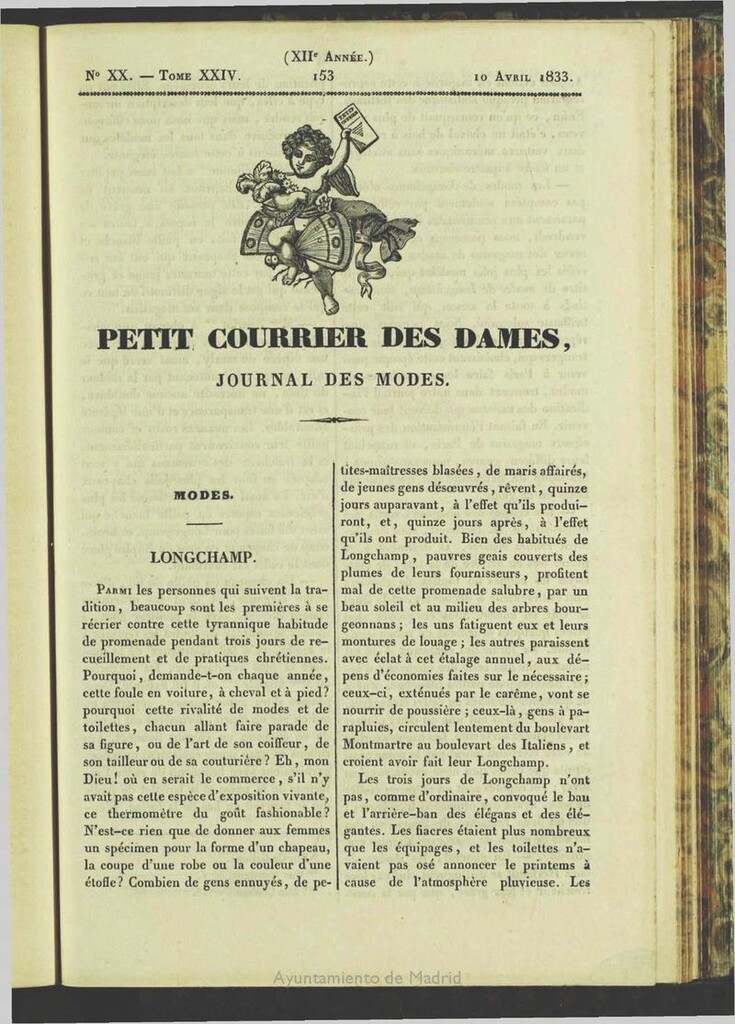 (XIIe Année.)
No XX. — Tome XXIV. 153 10 Avril 1833.
PETIT COURRIER DES DAMES,
JOURNAL DES MODES.
MODES.
LONGCHAMP.
Parmi les personnes qui suivent la tra-
dition, beaucoup sont les premières à se
récrier contre cette tyrannique habitude
de promenade pendant trois jours de re-
cueillement et de pratiques chrétiennes.
Pourquoi, demande-t-on chaque année,
cette foule en voiture, à cheval et à pied?
pourquoi cette rivalité de modes et de
toilettes, chacun allant faire parade de
sa figure, ou de l'art de son coiffeur, de
son tailleur ou de sa couturière? Eh, mon
Dieu! où en serait le commerce, s'il n'y
avait pas cette espèce d'exposition vivante,
ce thermomètre du goût fashionable?
N'est-ce rien que de donner aux femmes
un spécimen pour la forme d'un chapeau,
la coupe d'une robe ou la couleur d'une
étoffe? Combien de gens ennuyés, de pe-
tites-maîtresses blasées, de maris affairés,
de jeunes gens désœuvrés, rêvent, quinze
jours auparavant, à l'effet qu'ils produi-
ront, et, quinze jours après, à l'effet
qu'ils ont produit. Bien des habitués de
Longchamp, pauvres geais couverts des
plumes de leurs fournisseurs, profitent
mal de cette promenade salubre, par un
beau soleil et au milieu des arbres bour-
geonnans; les uns fatiguent eux et leurs
montures de louage; les autres paraissent
avec éclat à cet étalage annuel, aux dé-
pens d'économies faites sur le nécessaire;
ceux-ci, exténués par le carême, vont se
nourrir de poussière; ceux-là, gens à pa-
rapluies, circulent lentement du boulevart
Montmartre au boulevart des Italiens, et
croient avoir fait leur Longchamp.
Les trois jours de Longchamp n'ont
pas, comme d'ordinaire, convoqué le ban
et l'arrière-ban des élégans et des élé-
gantes. Les fiacres étaient plus nombreux
que les équipages, et les toilettes n'a-
vaient pas osé annoncer le printems à
cause de l'atmosphère pluvieuse. Les
Ayuntamiento de Madrid